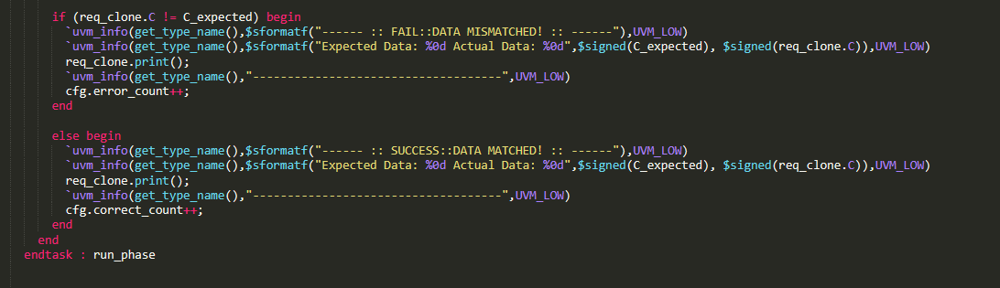 if (req_clone.C != C_expected) begin
`uvm_info(get_type_name(),$sformatf("------ :: FAIL::DATA MISMATCHED! :: ------"),UVM_LOW)
`uvm_info(get_type_name(),$sformatf("Expected Data: %0d Actual Data: %0d",$signed(C_expected), $signed(req_clone.C)),UVM_LOW)
req_clone.print();
`uvm_info(get_type_name(),"------------------------------------",UVM_LOW)
cfg.error_count++;
end
else begin
`uvm_info(get_type_name(),$sformatf("------ :: SUCCESS::DATA MATCHED! :: ------"),UVM_LOW)
`uvm_info(get_type_name(),$sformatf("Expected Data: %0d Actual Data: %0d",$signed(C_expected), $signed(req_clone.C)),UVM_LOW)
req_clone.print();
`uvm_info(get_type_name(),"------------------------------------",UVM_LOW)
cfg.correct_count++;
end
end
endtask : run_phase